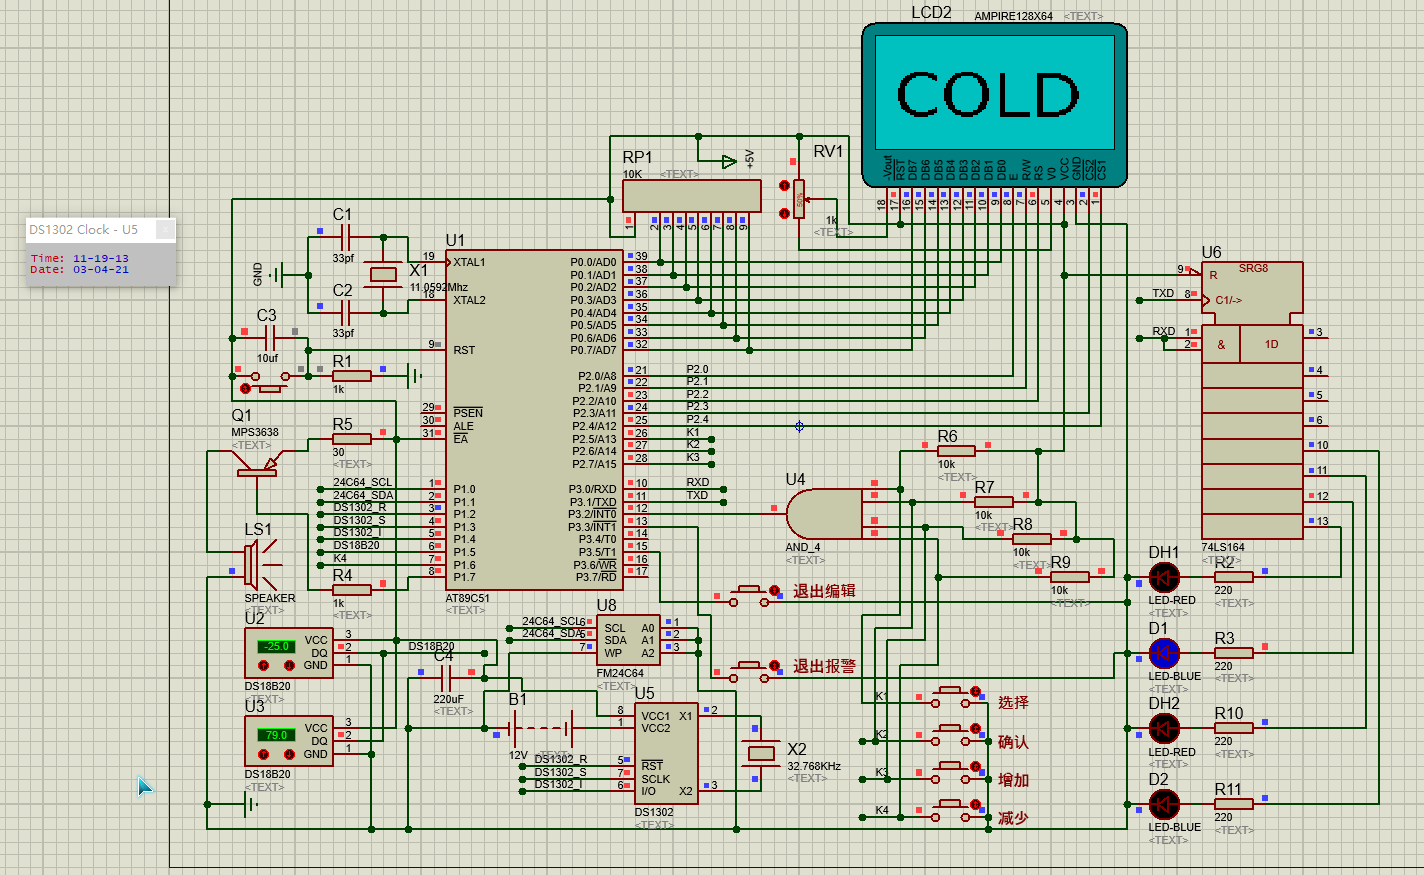 LCD2
AMPIRE128X64 <TEXT>
COLD
-Vout
RST
DB7
DB6
DB5
DB4
DB3
DB2
DB1
DB0
E
R/W
RS
V0
VCC
GND
CS2
CS1
18
17
16
15
14
13
12
11
10
9
8
7
6
5
4
3
2
1
RP1
10K
<TEXT>
+5V
1
2
3
4
5
6
7
8
9
RV1
50%
1k
<TEXT>
DS1302 Clock - U5
x
Time: 11-19-13
Date: 03-04-21
C1
33pf
GND
X1
11.0592Mhz
C2
33pf
C3
10uf
R1
1k
Q1
MPS3638
<TEXT>
R5
30
<TEXT>
U1
19 XTAL1
18 XTAL2
9 RST
29 PSEN
30 ALE
31 EA
24C64_SCL 1 P1.0
24C64_SDA 2 P1.1
DS1302_R 3 P1.2
DS1302_S 4 P1.3
DS1302_I 5 P1.4
DS18B20 6 P1.5
K4 7 P1.6
8 P1.7
P0.0/AD0 39
P0.1/AD1 38
P0.2/AD2 37
P0.3/AD3 36
P0.4/AD4 35
P0.5/AD5 34
P0.6/AD6 33
P0.7/AD7 32
P2.0/A8 21 P2.0
P2.1/A9 22 P2.1
P2.2/A10 23 P2.2
P2.3/A11 24 P2.3
P2.4/A12 25 P2.4
P2.5/A13 26 K1
P2.6/A14 27 K2
P2.7/A15 28 K3
P3.0/RXD 10 RXD
P3.1/TXD 11 TXD
P3.2/INT0 12
P3.3/INT1 13
P3.4/T0 14
P3.5/T1 15
P3.6/WR 16
P3.7/RD 17
AT89C51
<TEXT>
U4
AND_4
<TEXT>
R6
10k
<TEXT>
R7
10k
<TEXT>
R8
10k
<TEXT>
R9
10k
<TEXT>
U6
SRG8
9 R
TXD 8 C1/->
RXD 1
2
&
1D
3
4
5
6
10
11
12
13
74LS164
<TEXT>
LS1
SPEAKER
<TEXT>
R4
1k
<TEXT>
退出编辑
退出报警
U8
24C64_SCL 6 SCL
24C64_SDA 5 SDA
7 WP
A0 1
A1 2
A2 3
FM24C64
<TEXT>
U2
-25.0
VCC 3
DQ 2
GND 1
DS18B20
<TEXT>
DS18B20
C4
220uF
<TEXT>
U3
79.0
VCC 3
DQ 2
GND 1
DS18B20
<TEXT>
B1
12V
<TEXT>
U5
8 VCC1
1 VCC2
DS1302_R 5 RST
DS1302_S 7 SCLK
DS1302_I 6 I/O
X1 2
X2 3
DS1302
<TEXT>
X2
32.768KHz
<TEXT>
K1
选择
K2
确认
K3
增加
K4
减少
DH1
LED-RED
<TEXT>
R2
220
<TEXT>
D1
LED-BLUE
<TEXT>
R3
220
<TEXT>
DH2
LED-RED
<TEXT>
R10
220
<TEXT>
D2
LED-BLUE
<TEXT>
R11
220
<TEXT>